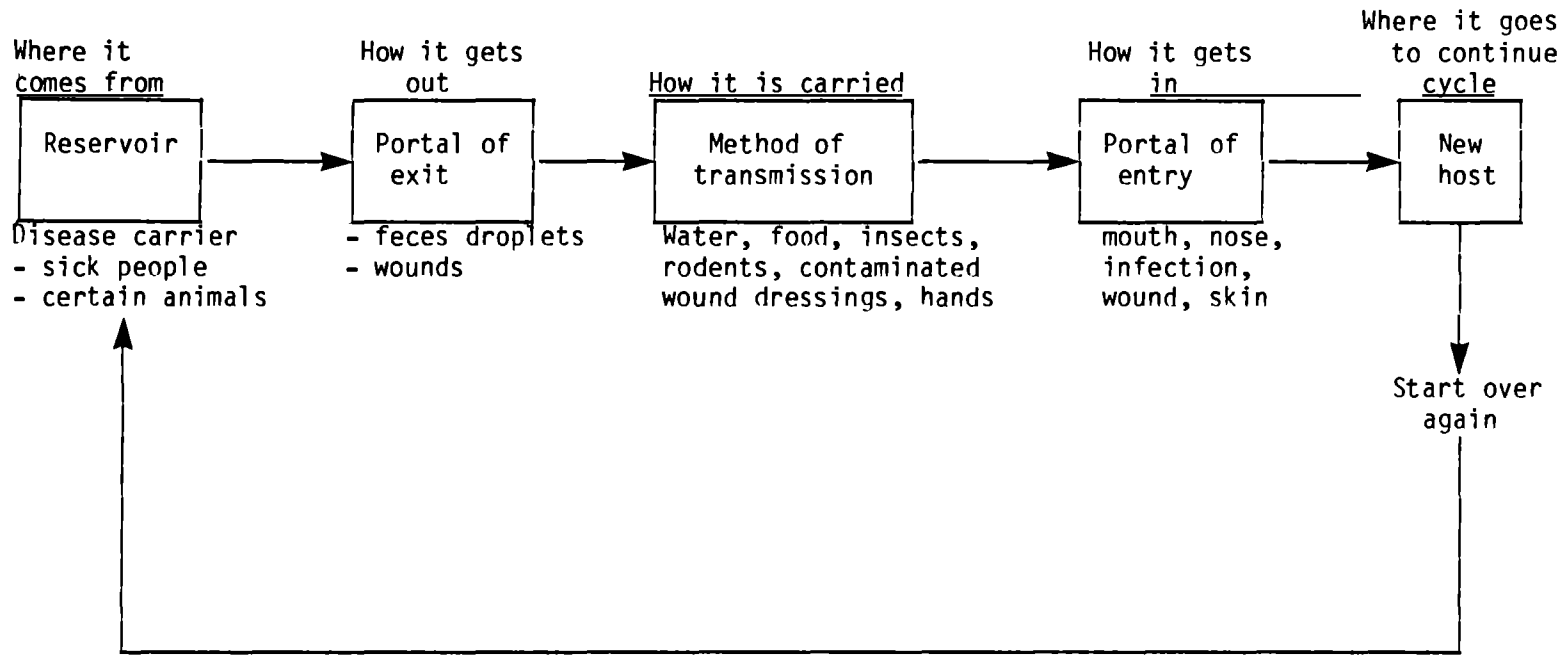 Where it
comes from
How it gets
out
How it is carried
How it gets
in
Where it goes
to continue
cycle
Reservoir
Portal of
exit
Method of
transmission
Portal of
entry
New
host
Disease carrier
- sick people
- certain animals
- feces droplets
- wounds
Water, food, insects,
rodents, contaminated
wound dressings, hands
mouth, nose,
infection,
wound, skin
Start over
again